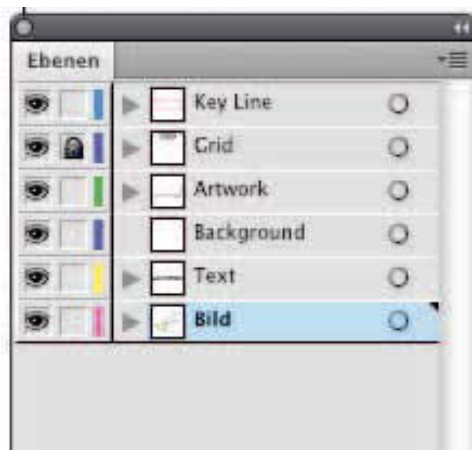 Ebenen
Key Line
Grid
Artwork
Background
Text
Bild